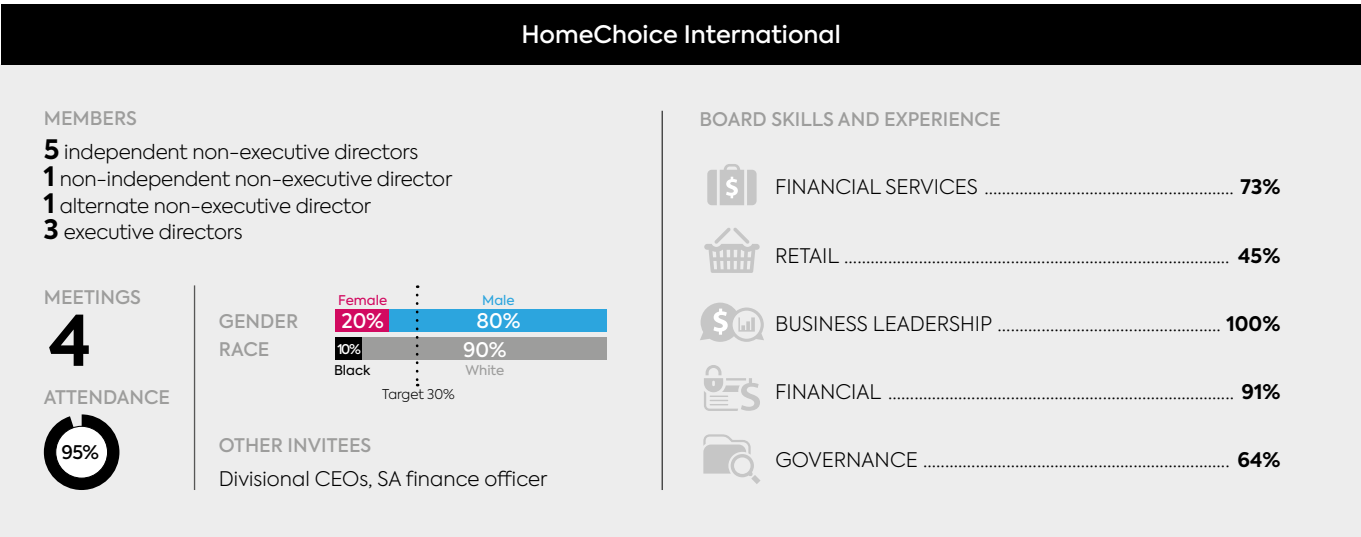 HomeChoice International
MEMBERS
5 independent non-executive directors
1 non-independent non-executive director
1 alternate non-executive director
3 executive directors
MEETINGS
4
ATTENDANCE
95%
Female Male
GENDER 20% 80%
RACE 10% 90%
Black White
Target 30%
OTHER INVITEES
Divisional CEOs, SA finance officer
BOARD SKILLS AND EXPERIENCE
$ FINANCIAL SERVICES ........ 73%
RETAIL ........ 45%
$ BUSINESS LEADERSHIP ........ 100%
$ FINANCIAL ........ 91%
GOVERNANCE ........ 64%